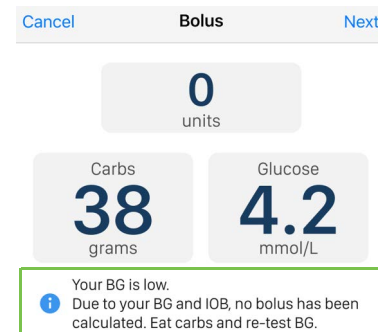 Cancel Bolus Next
0
units
Carbs Glucose
38 4.2
grams mmol/L
Your BG is low.
Due to your BG and IOB, no bolus has been
calculated. Eat carbs and re-test BG.